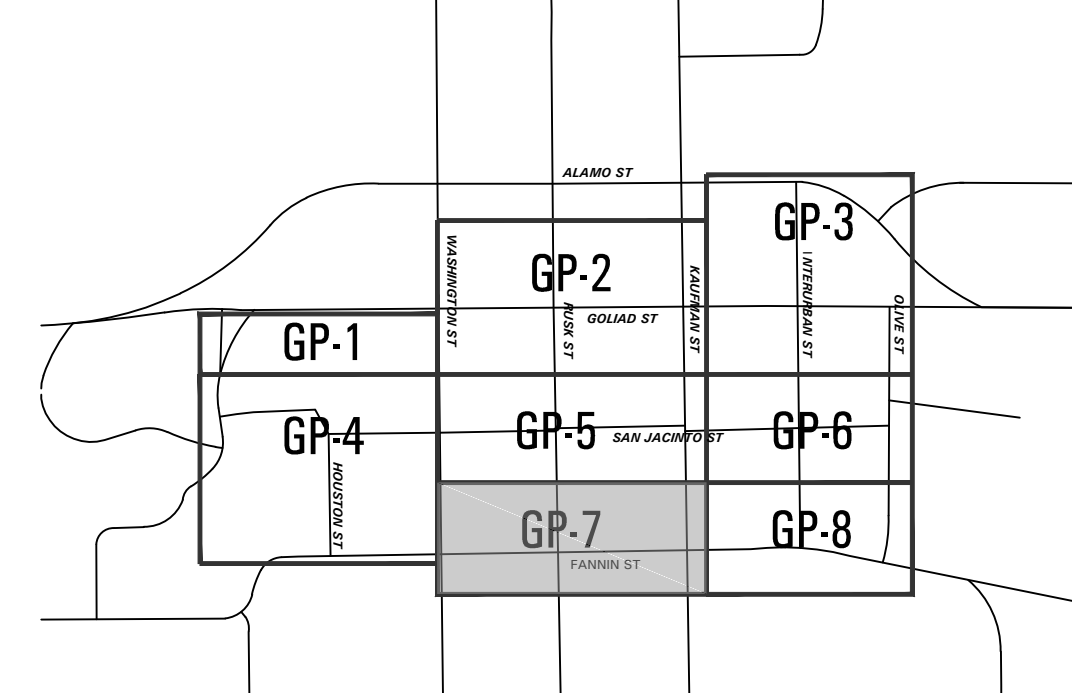 ALAMO ST
GP-3
GP-2
WASHINGTON ST
KAUFMAN ST
INTERURBAN ST
OLIVE ST
RUSK ST
GOLIAD ST
GP-1
GP-4
GP-5
SAN JACINTO ST
GP-6
HOUSTON ST
GP-7
GP-8
FANNIN ST